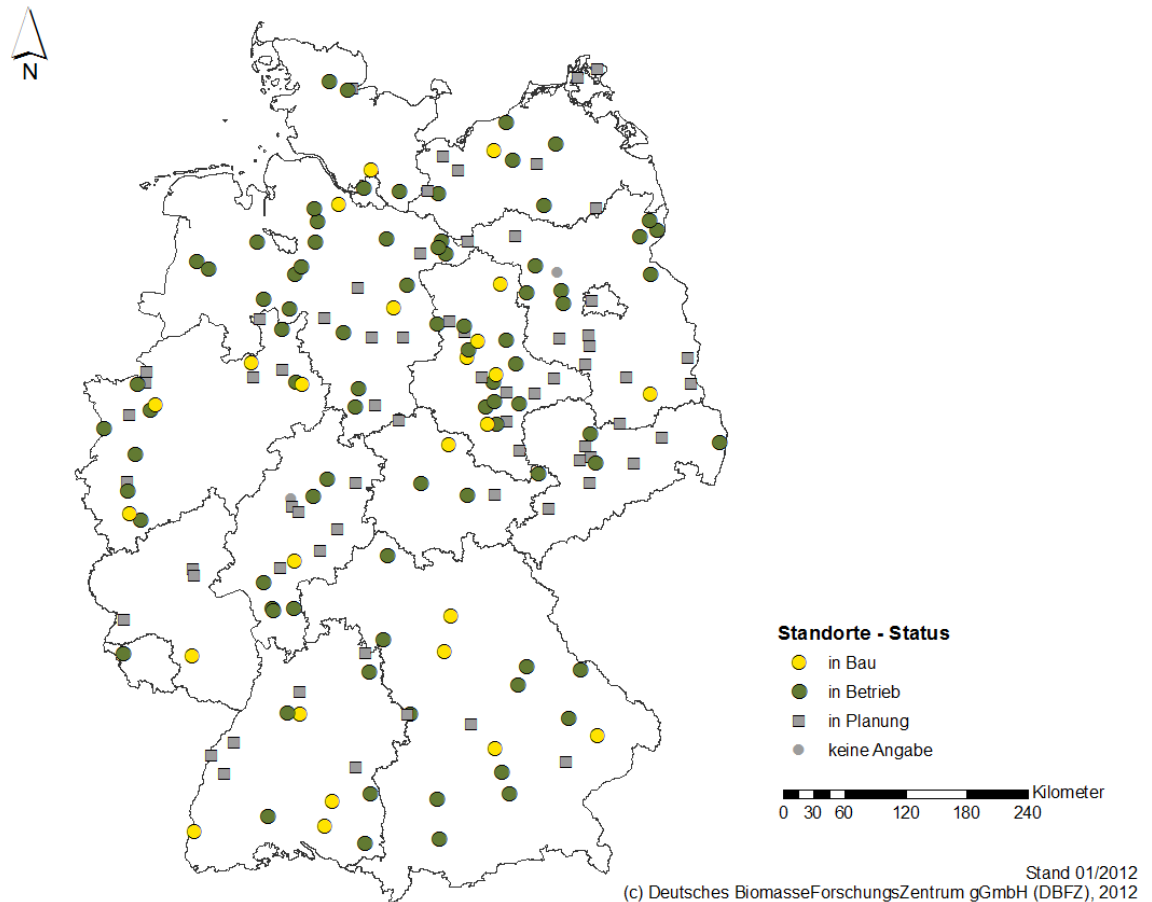 N
Standorte - Status
in Bau
in Betrieb
in Planung
keine Angabe
Kilometer
0 30 60 120 180 240
Stand 01/2012
(c) Deutsches BiomasseForschungsZentrum gGmbH (DBFZ), 2012